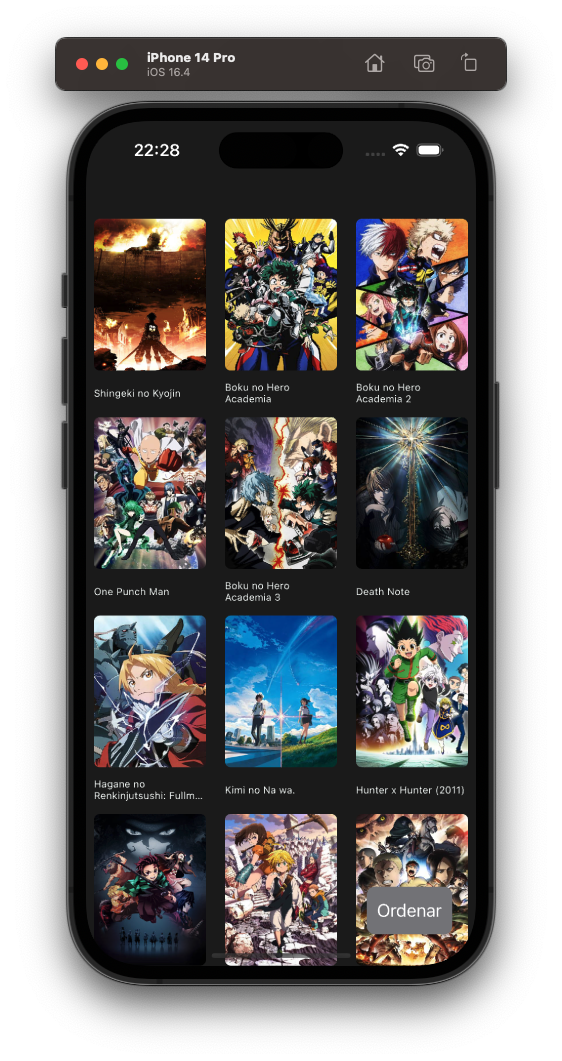 iPhone 14 Pro
iOS 16.4
22:28
Shingeki no Kyojin
Boku no Hero
Academia
Boku no Hero
Academia 2
One Punch Man
Boku no Hero
Academia 3
Death Note
Hagane no
Renkinjutsushi: Fullm...
Kimi no Na wa.
Hunter x Hunter (2011)
Ordenar